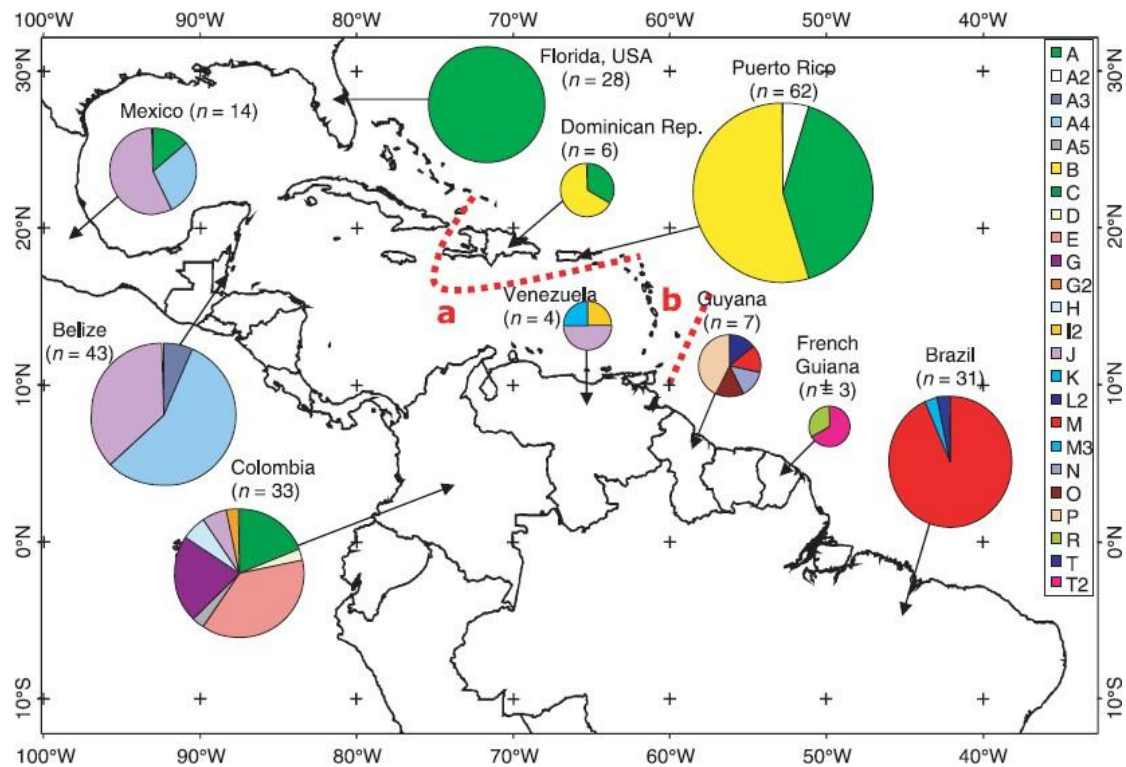 100°W 90°W 80°W 70°W 60°W 50°W 40°W
30°N
20°N
10°N
0°N
10°S
30°N
20°N
10°N
0°N
10°S
Florida, USA
(n = 28)
Puerto Rico
(n = 62)
Mexico (n = 14)
Dominican Rep.
(n = 6)
a
b
Venezuela
(n = 4)
Guyana
(n = 7)
French
Guiana
(n ± 3)
Brazil
(n = 31)
Belize
(n = 43)
Colombia
(n = 33)
A
A2
A3
A4
A5
B
C
D
E
G
G2
H
I2
J
K
L2
M
M3
N
O
P
R
T
T2
100°W 90°W 80°W 70°W 60°W 50°W 40°W